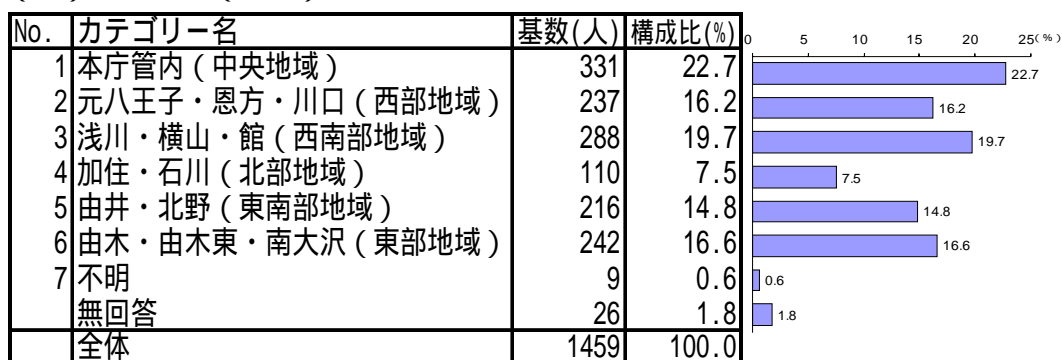 No. カテゴリー名 基数(人) 構成比(%) 0 5 10 15 20 25(%)
1 本庁管内(中央地域) 331 22.7 22.7
2 元八王子・恩方・川口(西部地域) 237 16.2 16.2
3 浅川・横山・館(西南部地域) 288 19.7 19.7
4 加住・石川(北部地域) 110 7.5 7.5
5 由井・北野(東南部地域) 216 14.8 14.8
6 由木・由木東・南大沢(東部地域) 242 16.6 16.6
7 不明 9 0.6 0.6
無回答 26 1.8 1.8
全体 1459 100.0